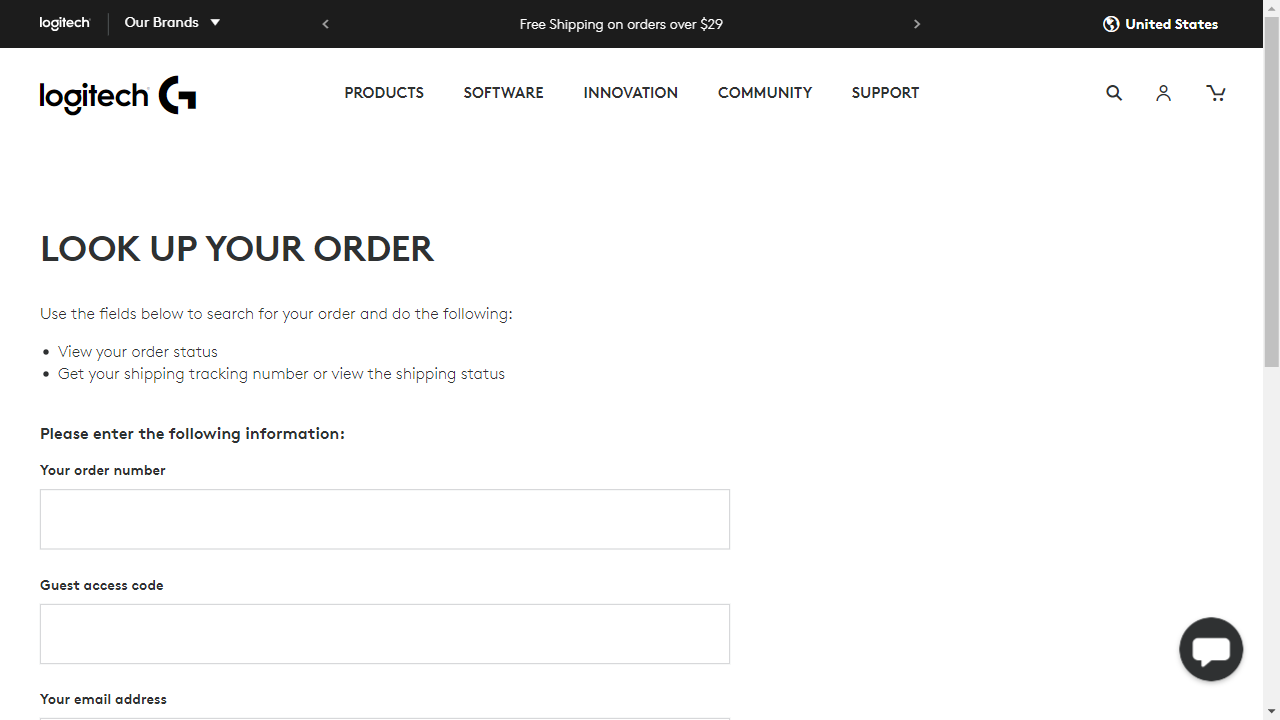 logitech
Our Brands
Free Shipping on orders over $29
United States
logitech G
PRODUCTS
SOFTWARE
INNOVATION
COMMUNITY
SUPPORT
LOOK UP YOUR ORDER
Use the fields below to search for your order and do the following:
View your order status
Get your shipping tracking number or view the shipping status
Please enter the following information:
Your order number
Guest access code
Your email address